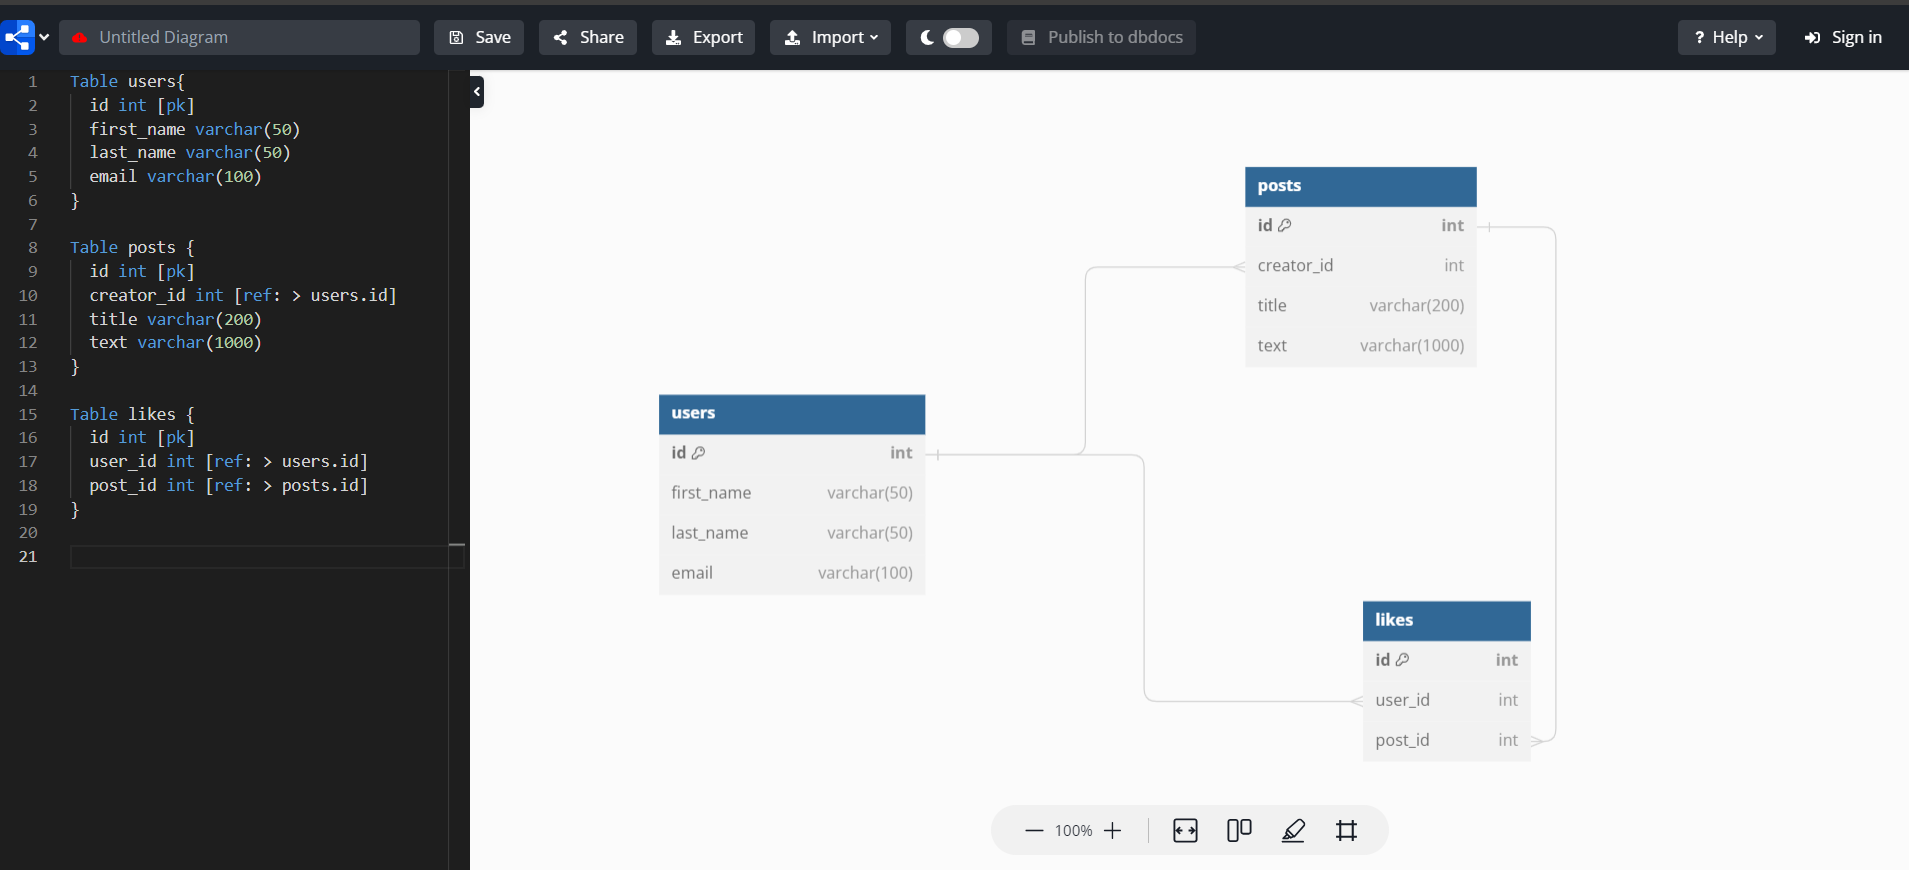 Untitled Diagram Save Share Export Import Publish to dbdocs ? Help Sign in
1 Table users{
2 id int [pk]
3 first_name varchar(50)
4 last_name varchar(50)
5 email varchar(100)
6 }
7
8 Table posts {
9 id int [pk]
10 creator_id int [ref: > users.id]
11 title varchar(200)
12 text varchar(1000)
13 }
14
15 Table likes {
16 id int [pk]
17 user_id int [ref: > users.id]
18 post_id int [ref: > posts.id]
19 }
20
21
posts
id int
creator_id int
title varchar(200)
text varchar(1000)
users
id int
first_name varchar(50)
last_name varchar(50)
email varchar(100)
likes
id int
user_id int
post_id int
100%